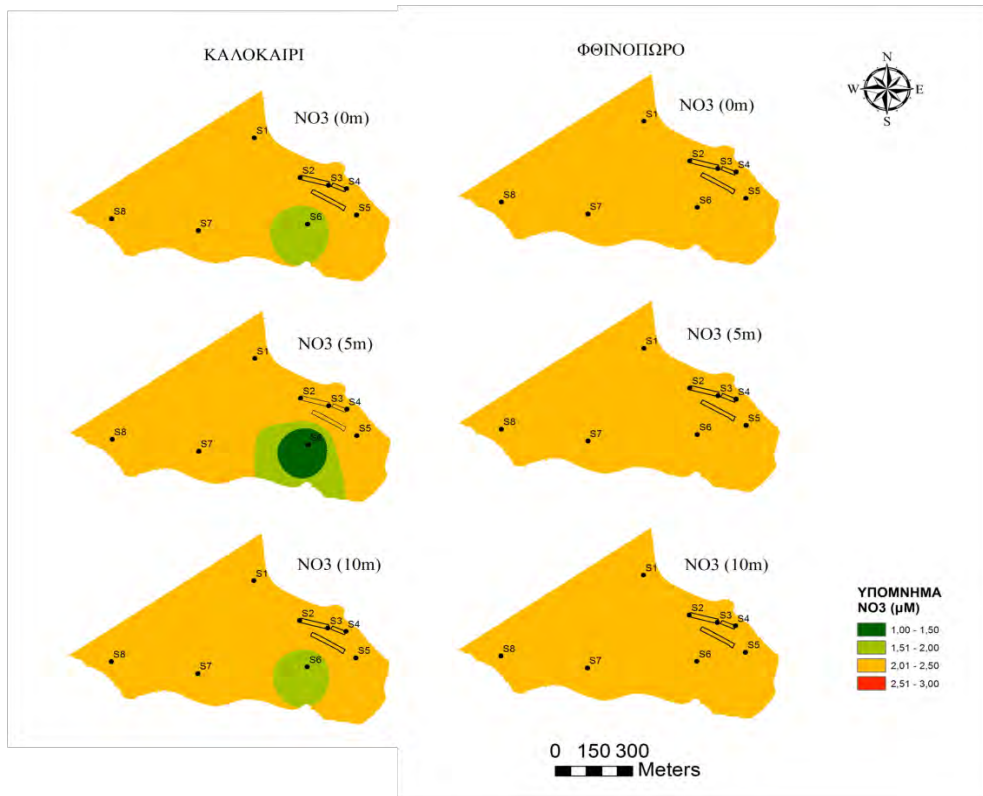 ΚΑΛΟΚΑΙΡΙ
NO3 (0m)
S1
S2
S3
S4
S5
S6
S7
S8
NO3 (5m)
S1
S2
S3
S4
S5
S6
S7
S8
NO3 (10m)
S1
S2
S3
S4
S5
S6
S7
S8
ΦΘΙΝΟΠΩΡΟ
NO3 (0m)
S1
S2
S3
S4
S5
S6
S7
S8
NO3 (5m)
S1
S2
S3
S4
S5
S6
S7
S8
NO3 (10m)
S1
S2
S3
S4
S5
S6
S7
S8
N
W E
S
ΥΠΟΜΝΗΜΑ
NO3 (μM)
1,00 - 1,50
1,51 - 2,00
2,01 - 2,50
2,51 - 3,00
0 150 300
Meters